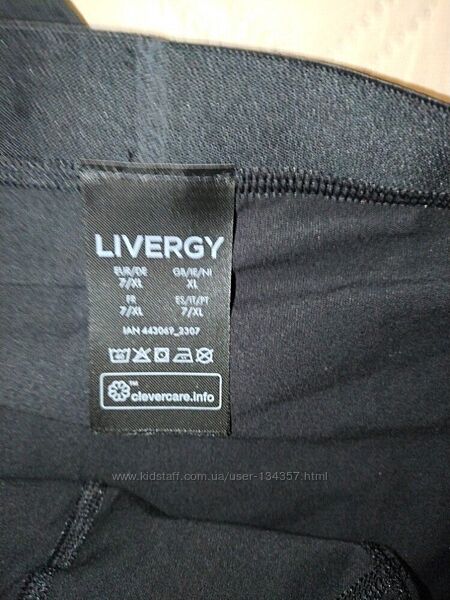 LIVERGY
EUR/DE GB/IE/NI
7/XL XL
FR ES/IT/PT
7/XL 7/XL
IAN 443069_2307
™
clevercare.info
www.kidstaff.com.ua/user-134357.html